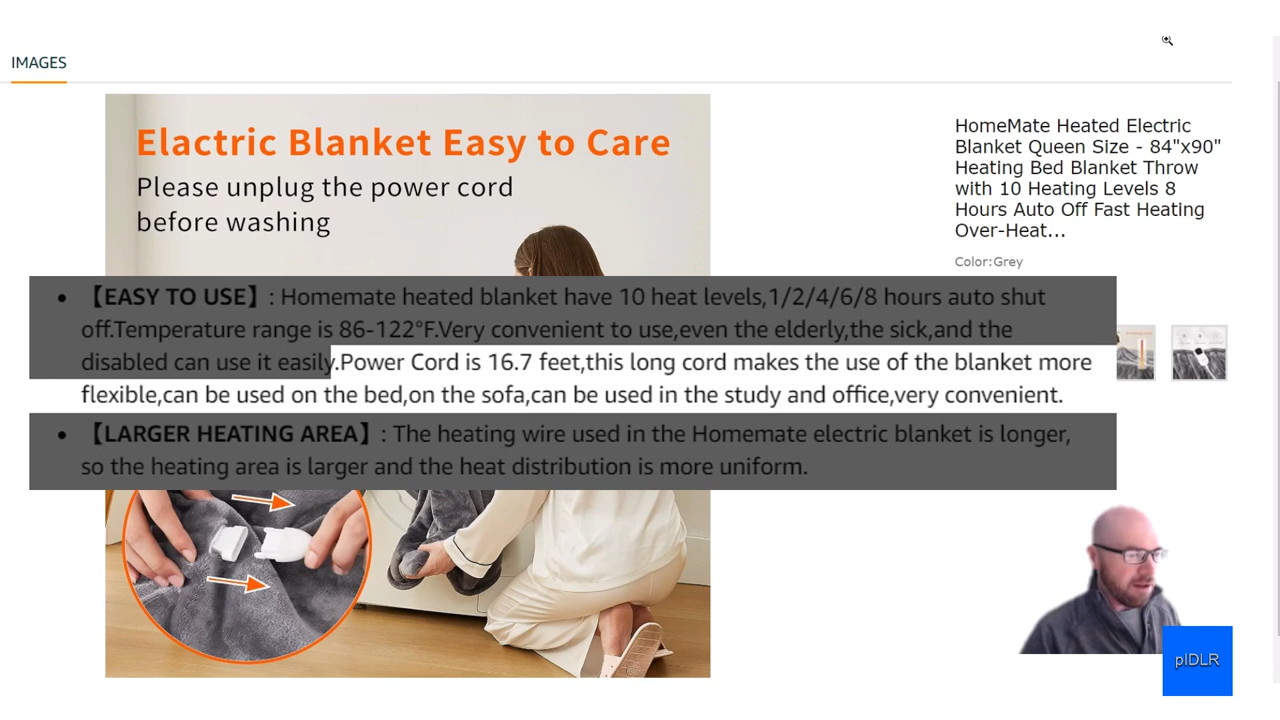 IMAGES
Elactric Blanket Easy to Care
Please unplug the power cord
before washing
HomeMate Heated Electric
Blanket Queen Size - 84"x90"
Heating Bed Blanket Throw
with 10 Heating Levels 8
Hours Auto Off Fast Heating
Over-Heat...
Color:Grey
• 【EASY TO USE】: Homemate heated blanket have 10 heat levels,1/2/4/6/8 hours auto shut
off.Temperature range is 86-122°F.Very convenient to use,even the elderly,the sick,and the
disabled can use it easily.Power Cord is 16.7 feet,this long cord makes the use of the blanket more
flexible,can be used on the bed,on the sofa,can be used in the study and office,very convenient.
• 【LARGER HEATING AREA】: The heating wire used in the Homemate electric blanket is longer,
so the heating area is larger and the heat distribution is more uniform.
pIDLR